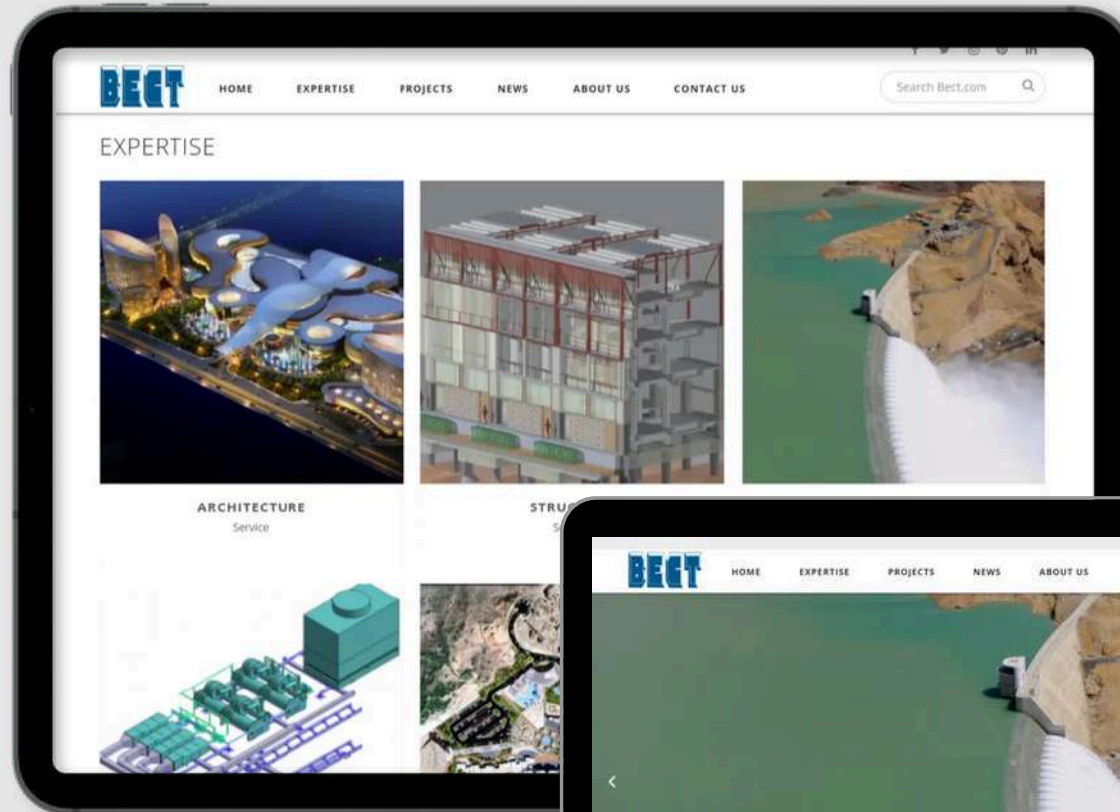 BECT HOME EXPERTISE PROJECTS NEWS ABOUT US CONTACT US Search Bect.com
EXPERTISE
ARCHITECTURE
Service
BECT HOME EXPERTISE PROJECTS NEWS ABOUT US